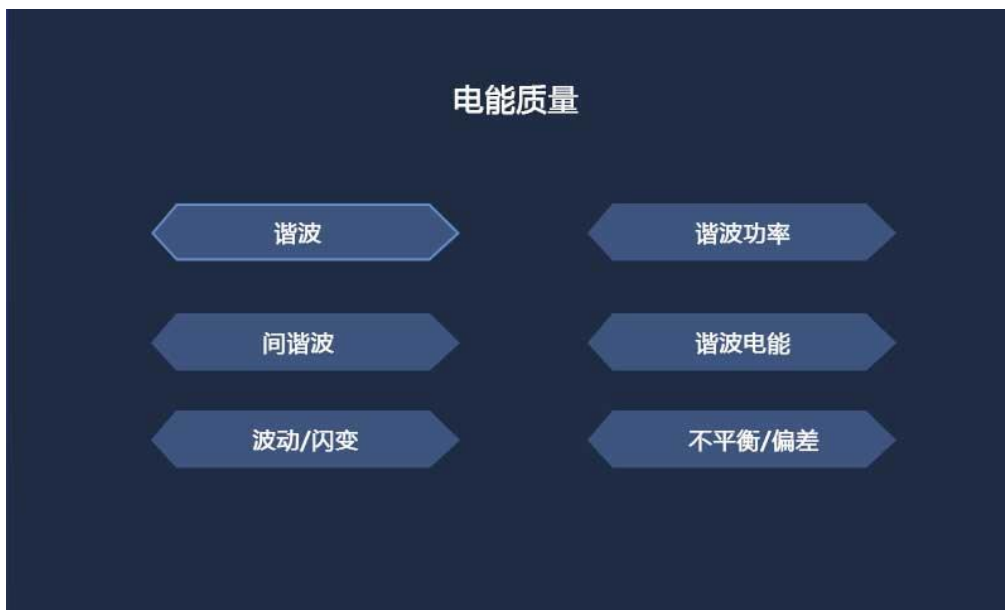 电能质量
谐波
谐波功率
间谐波
谐波电能
波动/闪变
不平衡/偏差